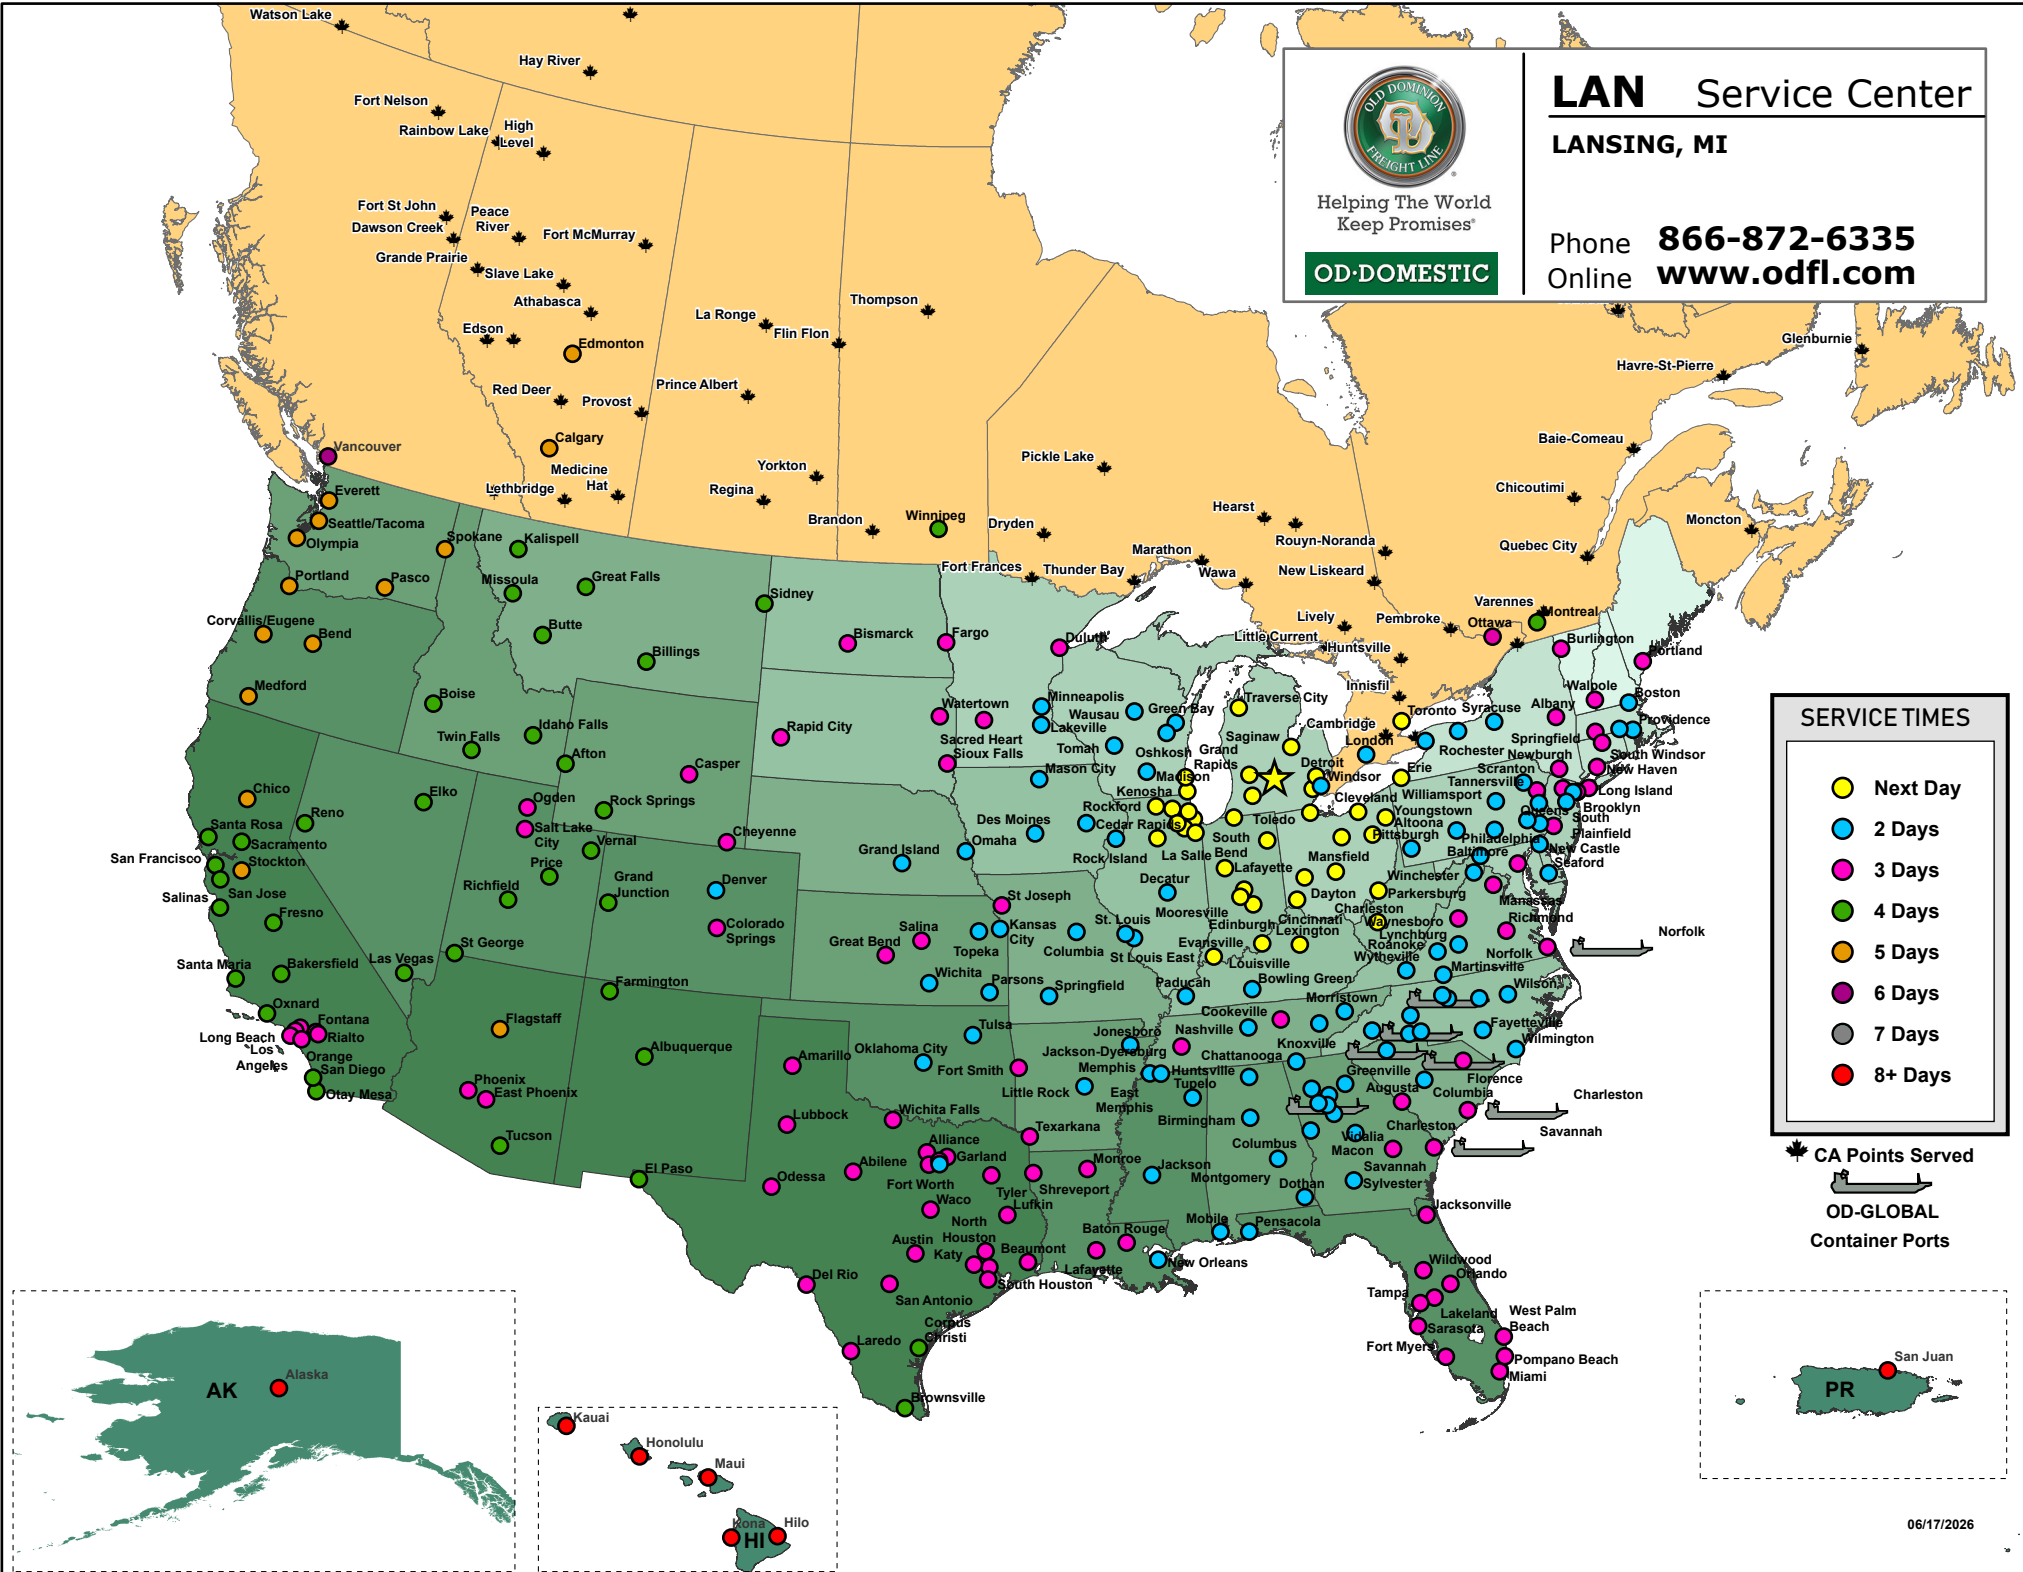 LAN Service Center
LANSING, MI
Phone 866-872-6335
Online www.odfl.com
OLD DOMINION
FREIGHT LINE
Helping The World
Keep Promises®
OD·DOMESTIC
Watson Lake
Hay River
Fort Nelson
Rainbow Lake
High
Level
Fort St John
Dawson Creek
Peace
River
Fort McMurray
Grande Prairie
Slave Lake
Athabasca
Edson
Edmonton
Red Deer
Provost
Calgary
Medicine
Hat
Lethbridge
Vancouver
La Ronge
Flin Flon
Prince Albert
Yorkton
Regina
Thompson
Brandon
Winnipeg
Dryden
Pickle Lake
Fort Frances
Thunder Bay
Marathon
Wawa
Hearst
Rouyn-Noranda
New Liskeard
Lively
Little Current
Huntsville
Pembroke
Innisfil
Cambridge
Toronto
London
Windsor
Varennes
Montreal
Ottawa
Quebec City
Chicoutimi
Baie-Comeau
Havre-St-Pierre
Glenburnie
Moncton
Everett
Seattle/Tacoma
Olympia
Spokane
Portland
Pasco
Corvallis/Eugene
Bend
Medford
Kalispell
Missoula
Great Falls
Butte
Billings
Sidney
Boise
Twin Falls
Idaho Falls
Afton
Casper
Rock Springs
Cheyenne
Chico
Reno
Elko
Santa Rosa
Sacramento
San Francisco
Stockton
San Jose
Salinas
Fresno
Santa Maria
Bakersfield
Oxnard
Fontana
Long Beach
Rialto
Los
Angeles
Orange
San Diego
Otay Mesa
Las Vegas
St George
Ogden
Salt Lake
City
Price
Vernal
Richfield
Grand
Junction
Denver
Colorado
Springs
Farmington
Flagstaff
Albuquerque
Phoenix
East Phoenix
Tucson
El Paso
Bismarck
Fargo
Duluth
Watertown
Rapid City
Sacred Heart
Sioux Falls
Minneapolis
Lakeville
Wausau
Green Bay
Tomah
Oshkosh
Mason City
Madison
Kenosha
Rockford
Cedar Rapids
Des Moines
Omaha
Grand Island
Rock Island
La Salle
Decatur
St Joseph
Kansas
City
Topeka
Salina
Great Bend
Wichita
Parsons
Columbia
St. Louis
St Louis East
Springfield
Paducah
Traverse City
Saginaw
Grand
Rapids
Detroit
Toledo
South
Bend
Lafayette
Mooresville
Edinburgh
Evansville
Louisville
Cincinnati
Lexington
Dayton
Mansfield
Cleveland
Youngstown
Erie
Pittsburgh
Altoona
Williamsport
Parkersburg
Charleston
Winchester
Waynesboro
Lynchburg
Roanoke
Wytheville
Martinsville
Bowling Green
Rochester
Syracuse
Albany
Burlington
Portland
Walpole
Boston
Providence
Springfield
South Windsor
Newburgh
New Haven
Scranton
Tannersville
Long Island
Brooklyn
Queens
South
Plainfield
Philadelphia
New Castle
Baltimore
Seaford
Manassas
Richmond
Norfolk
Norfolk
Wilson
Fayetteville
Wilmington
Morristown
Cookeville
Nashville
Knoxville
Chattanooga
Jonesboro
Jackson-Dyersburg
Memphis
East
Memphis
Huntsville
Tupelo
Birmingham
Greenville
Augusta
Florence
Columbia
Charleston
Charleston
Savannah
Savannah
Columbus
Vidalia
Macon
Montgomery
Dothan
Sylvester
Jackson
Mobile
Pensacola
Tulsa
Oklahoma City
Fort Smith
Little Rock
Amarillo
Lubbock
Wichita Falls
Texarkana
Alliance
Garland
Abilene
Fort Worth
Odessa
Waco
Tyler
Lufkin
Shreveport
Monroe
Austin
North
Houston
Katy
Beaumont
South Houston
Baton Rouge
Lafayette
New Orleans
Del Rio
San Antonio
Corpus
Christi
Laredo
Brownsville
Jacksonville
Wildwood
Orlando
Tampa
Lakeland
Sarasota
West Palm
Beach
Fort Myers
Pompano Beach
Miami
SERVICE TIMES
Next Day
2 Days
3 Days
4 Days
5 Days
6 Days
7 Days
8+ Days
CA Points Served
OD-GLOBAL
Container Ports
AK
Alaska
Kauai
Honolulu
Maui
Kona
Hilo
HI
San Juan
PR
06/17/2026